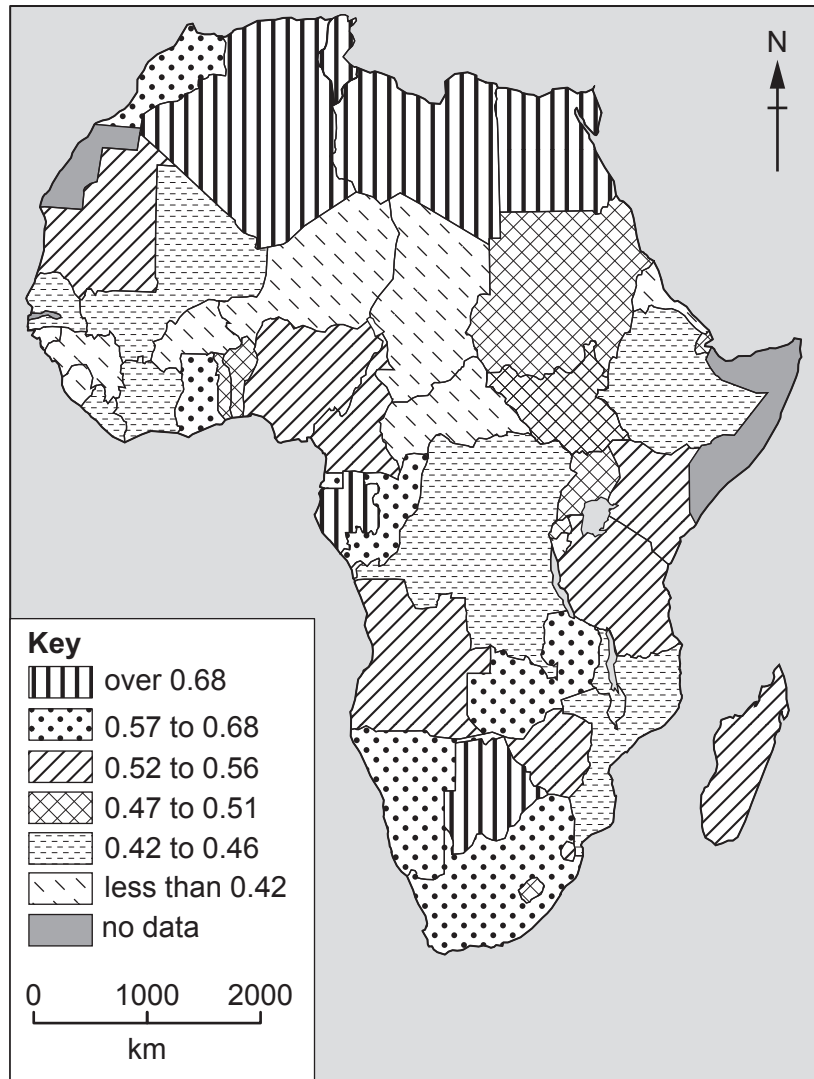 N
Key
over 0.68
0.57 to 0.68
0.52 to 0.56
0.47 to 0.51
0.42 to 0.46
less than 0.42
no data
0 1000 2000
km